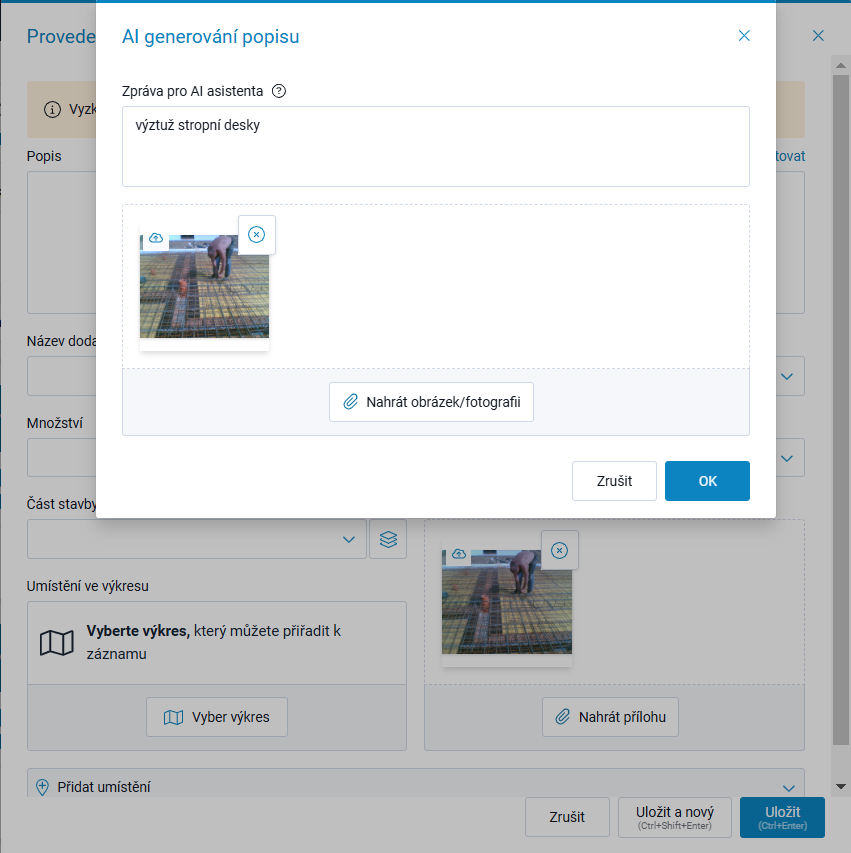 Provede
AI generování popisu
Vyzk
Zpráva pro AI asistenta ?
výztuž stropní desky
Popis
tovat
Nahrát obrázek/fotografii
Název doda
Množství
Zrušit
OK
Část stavby
Umístění ve výkresu
Vyberte výkres, který můžete přiřadit k
záznamu
Vyber výkres
Nahrát přílohu
Přidat umístění
Zrušit
Uložit a nový
(Ctrl+Shift+Enter)
Uložit
(Ctrl+Enter)